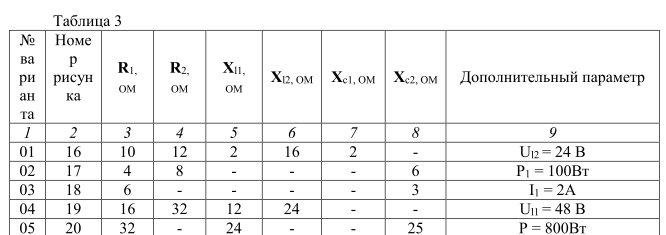 Таблица 3
№ ва ри ан та | Номе р рисун ка | R1, ом | R2, ом | Xl1, ом | Xl2, ом | Xc1, ом | Xc2, ом | Дополнительный параметр
1 | 2 | 3 | 4 | 5 | 6 | 7 | 8 | 9
01 | 16 | 10 | 12 | 2 | 16 | 2 | - | Ul2 = 24 В
02 | 17 | 4 | 8 | - | - | - | 6 | P1 = 100Вт
03 | 18 | 6 | - | - | - | - | 3 | I1 = 2А
04 | 19 | 16 | 32 | 12 | 24 | - | - | Ul1 = 48 В
05 | 20 | 32 | - | 24 | - | - | 25 | P = 800Вт